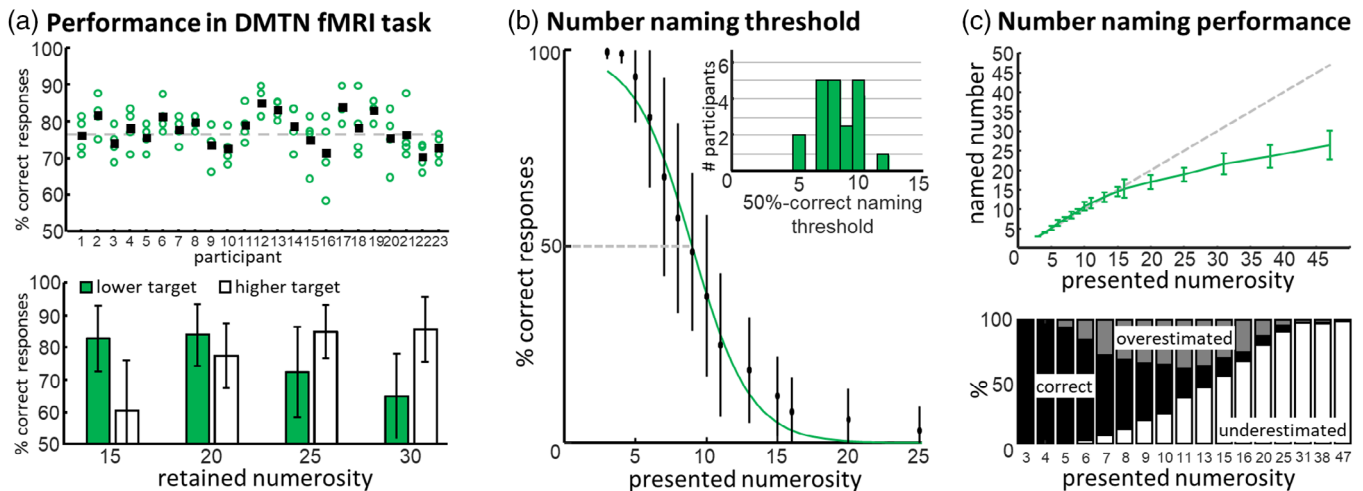 (a) Performance in DMTN fMRI task
100
90
80
70
60
50
% correct responses
1 2 3 4 5 6 7 8 9 10 11 12 13 14 15 16 17 18 19 20 21 22 23
participant
lower target higher target
100
90
80
70
60
50
% correct responses
15 20 25 30
retained numerosity
(b) Number naming threshold
100
50
0
% correct responses
0 5 10 15 20 25
presented numerosity
# participants
6
4
2
0 5 10 15
50%-correct naming
threshold
(c) Number naming performance
named number
50
45
40
35
30
25
20
15
10
5
0 5 10 15 20 25 30 35 40 45
presented numerosity
100
50
0
%
overestimated
correct
underestimated
3 4 5 6 7 8 9 10 11 13 15 16 20 25 31 38 47
presented numerosity